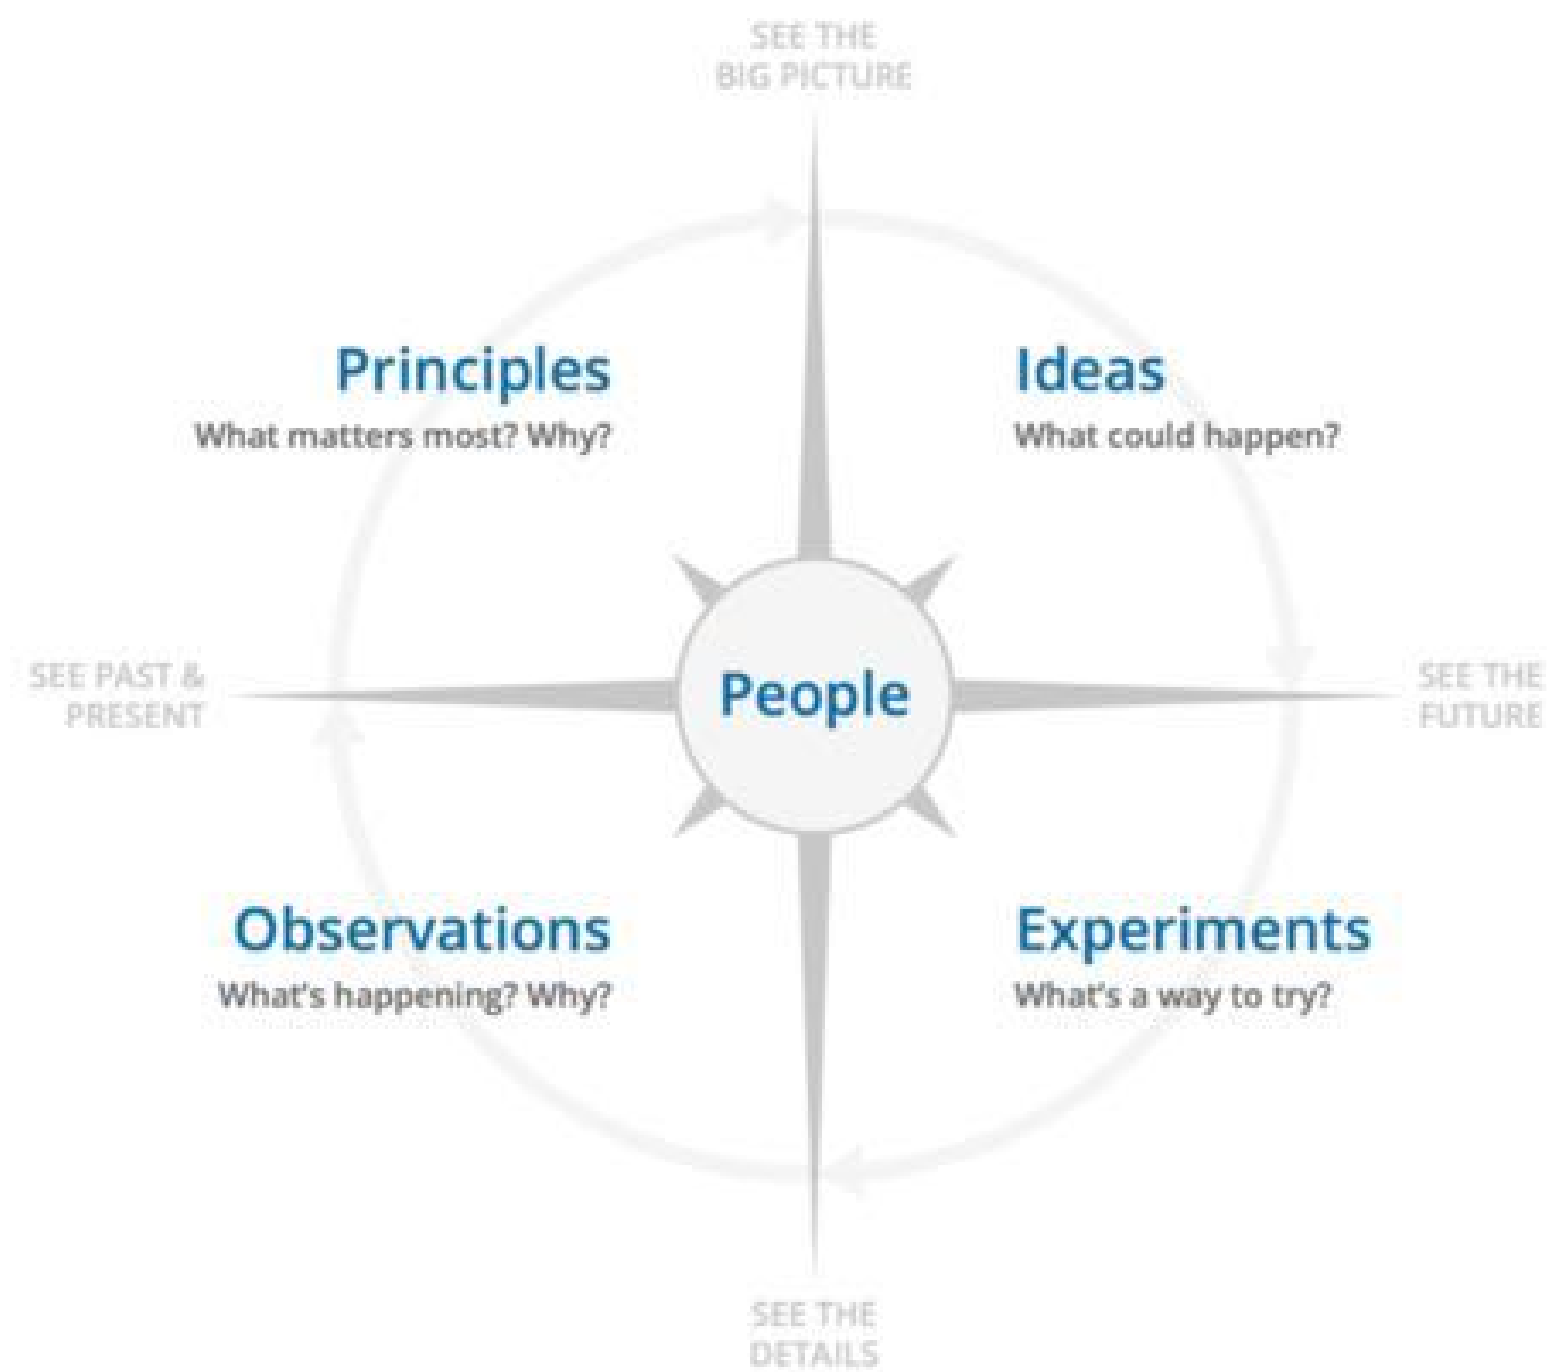 SEE THE
BIG PICTURE
Principles
What matters most? Why?
Ideas
What could happen?
SEE PAST &
PRESENT
People
SEE THE
FUTURE
Observations
What's happening? Why?
Experiments
What's a way to try?
SEE THE
DETAILS